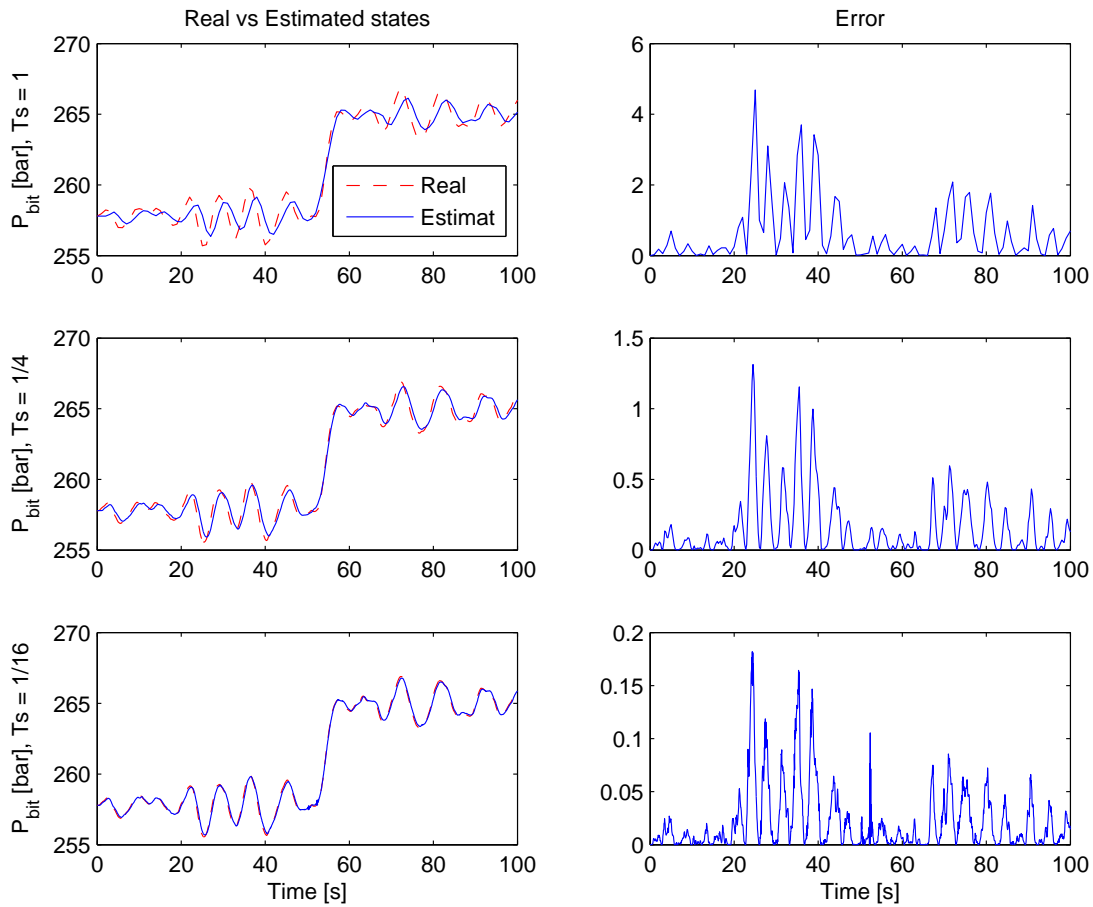 Real vs Estimated states
Error
P_bit [bar], Ts = 1
270
265
260
255
0 20 40 60 80 100
Real
Estimat
6
4
2
0
0 20 40 60 80 100
P_bit [bar], Ts = 1/4
270
265
260
255
0 20 40 60 80 100
1.5
1
0.5
0
0 20 40 60 80 100
P_bit [bar], Ts = 1/16
270
265
260
255
0 20 40 60 80 100
Time [s]
0.2
0.15
0.1
0.05
0
0 20 40 60 80 100
Time [s]